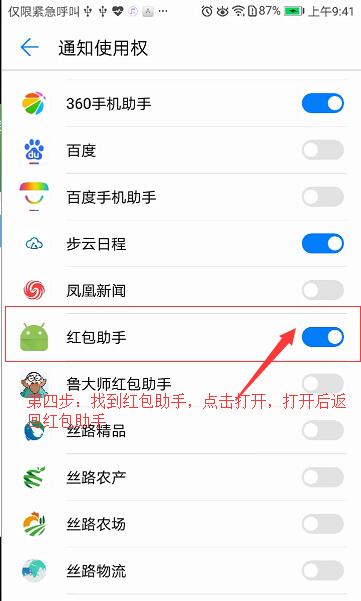 仅限紧急呼叫 87% 上午9:41
通知使用权
360手机助手
百度
du
百度手机助手
步云日程
凤凰新闻
红包助手
鲁大师红包助手
第四步：找到红包助手，点击打开，打开后返
回红包助手
丝路精品
丝路农产
丝路农场
丝路物流